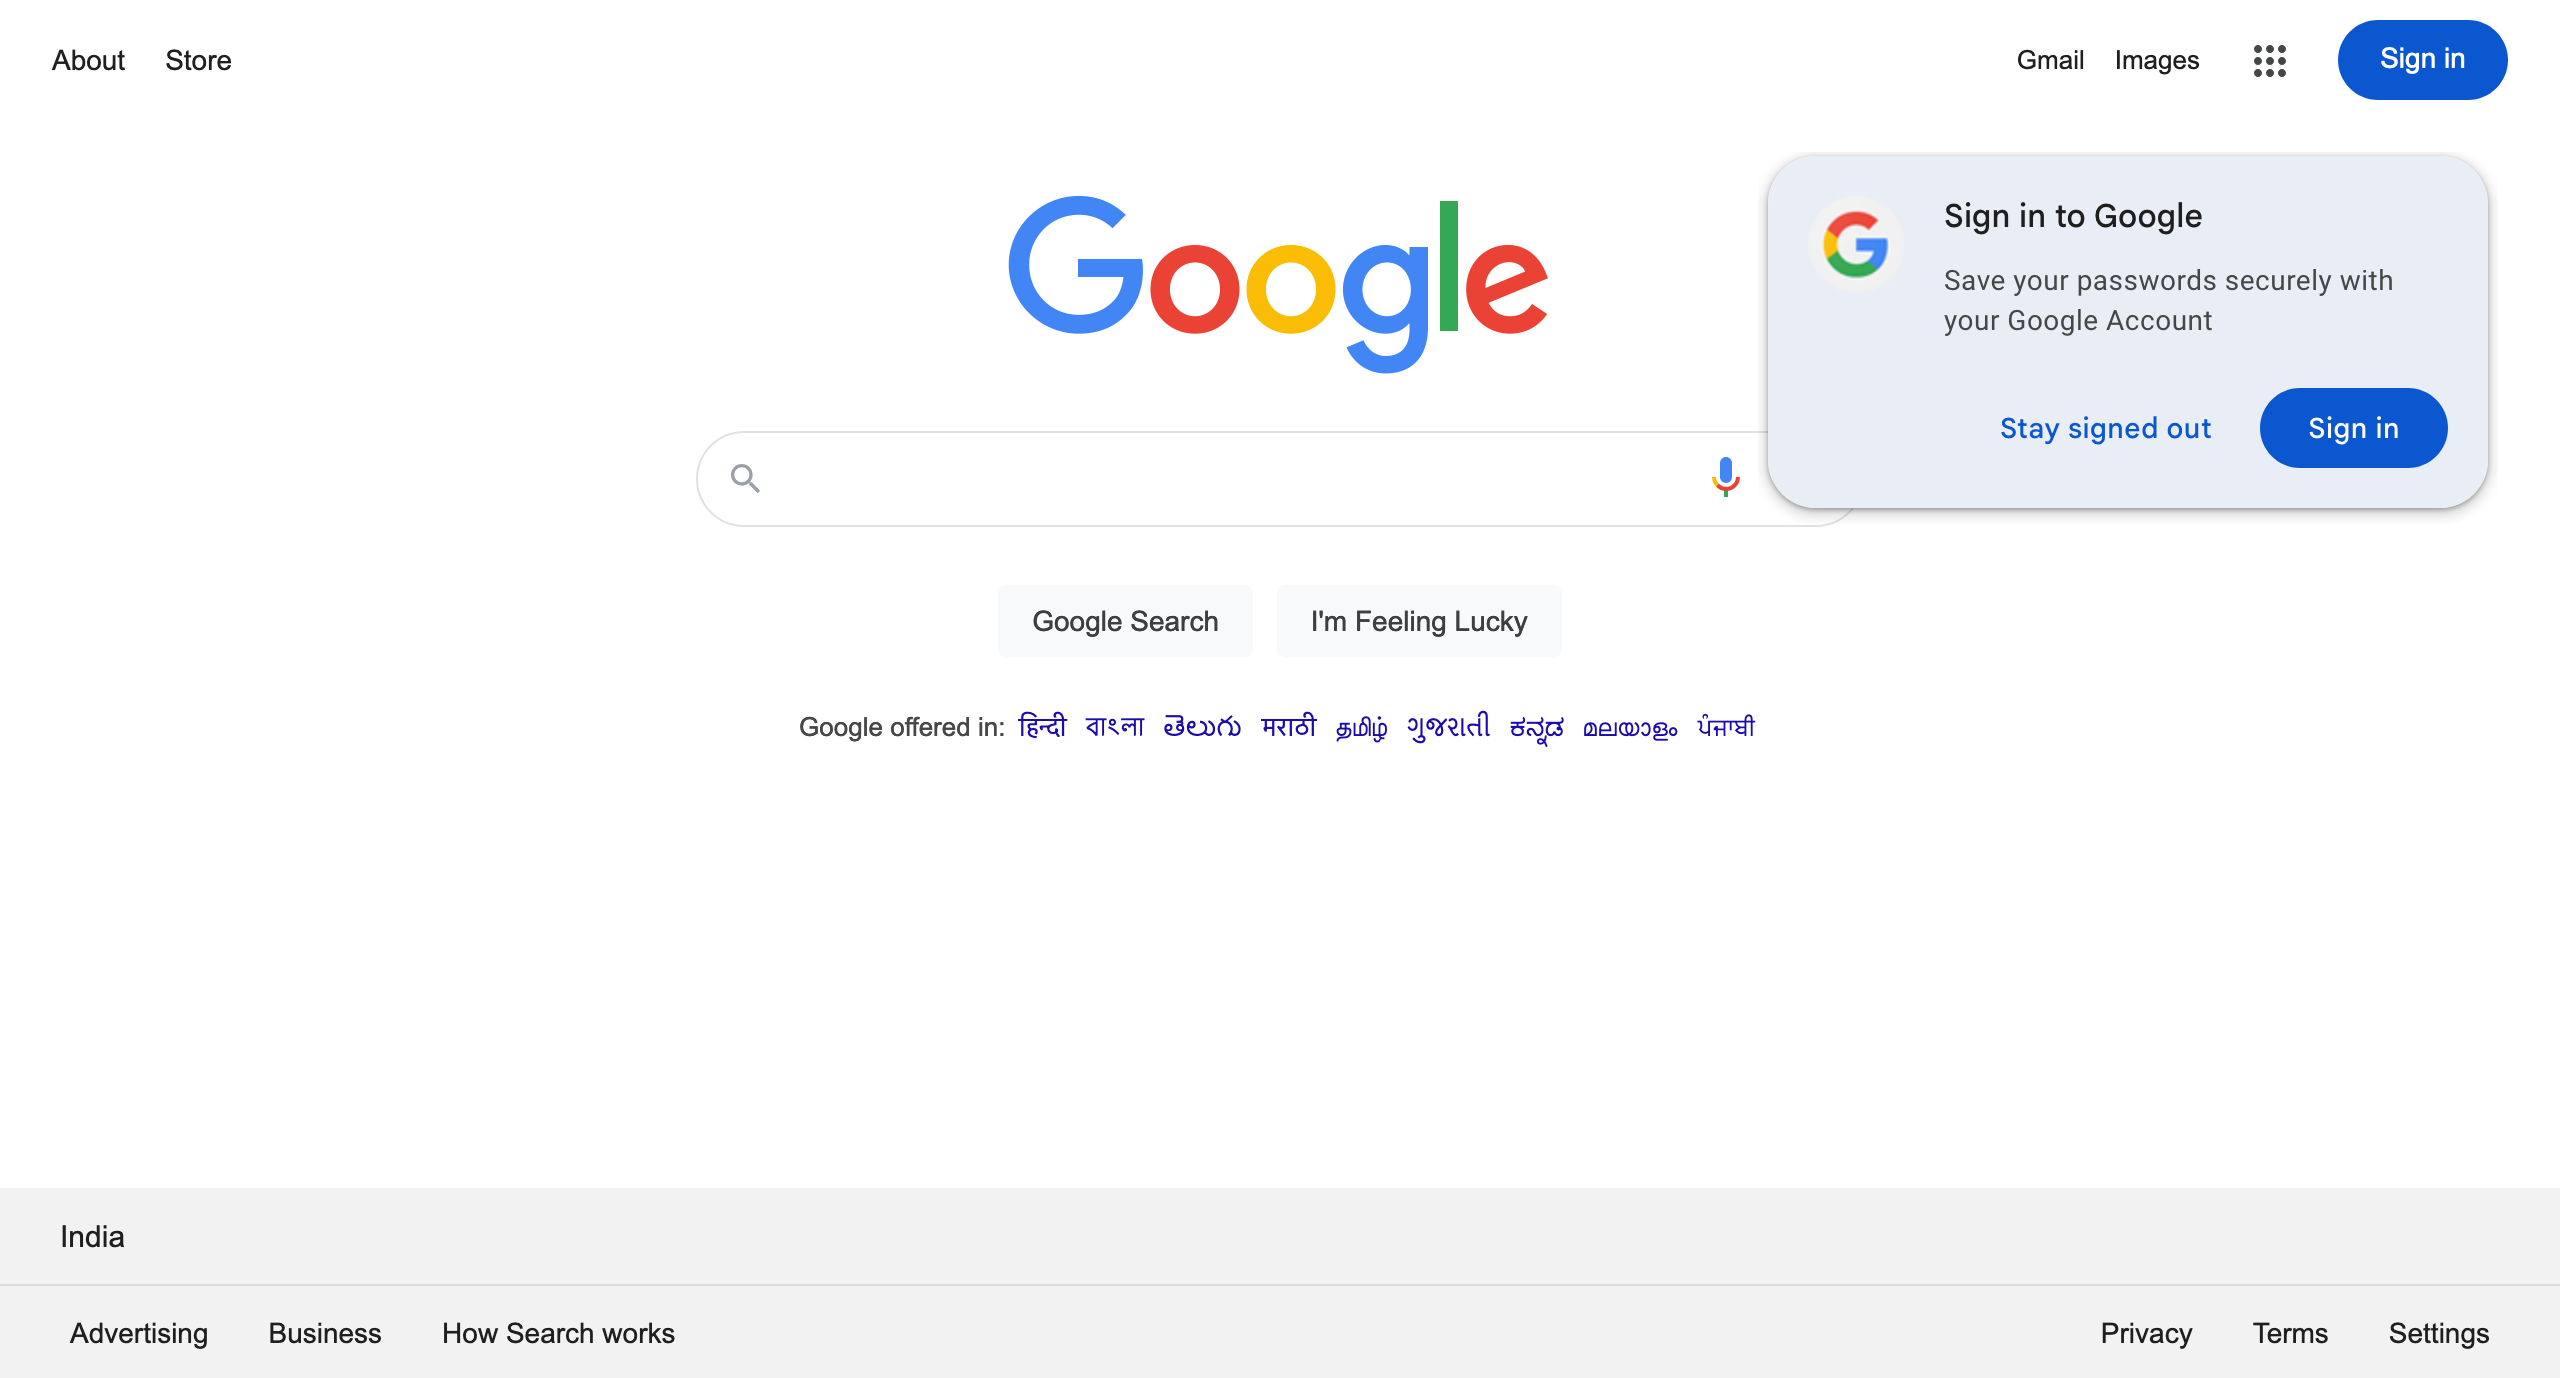 About Store Gmail Images Sign in
Google
Sign in to Google
Save your passwords securely with
your Google Account
Stay signed out Sign in
Google Search I'm Feeling Lucky
Google offered in: हिन्दी বাংলা తెలుగు मराठी தமிழ் ગુજરાતી ಕನ್ನಡ മലയാളം ਪੰਜਾਬੀ
India
Advertising Business How Search works Privacy Terms Settings